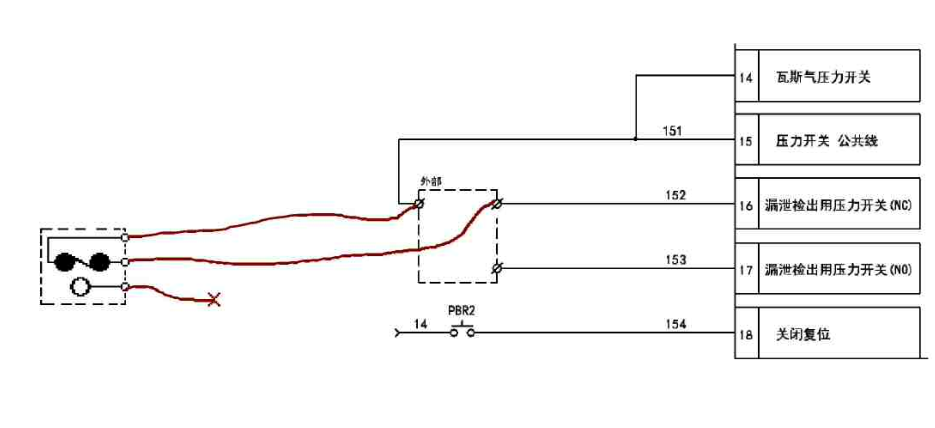 14 瓦斯气压力开关
151 15 压力开关 公共线
外部
152 16 漏泄检出用压力开关(NC)
153 17 漏泄检出用压力开关(NO)
PBR2
14 154 18 关闭复位